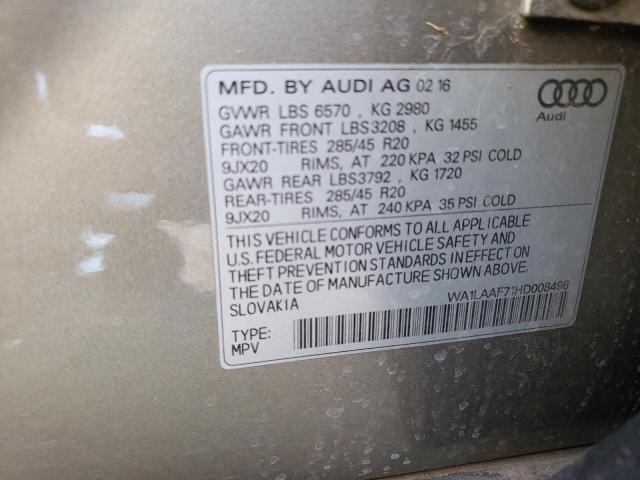 MFD. BY AUDI AG 02 16
GVWR LBS 6570 , KG 2980
GAWR FRONT LBS3208 , KG 1455
FRONT-TIRES 285/45 R20
9JX20 RIMS, AT 220 KPA 32 PSI COLD
GAWR REAR LBS3792 , KG 1720
REAR-TIRES 285/45 R20
9JX20 RIMS, AT 240 KPA 35 PSI COLD
THIS VEHICLE CONFORMS TO ALL APPLICABLE
U.S. FEDERAL MOTOR VEHICLE SAFETY AND
THEFT PREVENTION STANDARDS IN EFFECT ON
THE DATE OF MANUFACTURE SHOWN ABOVE.
SLOVAKIA
WA1LAAF71HD008496
TYPE:
MPV
Audi